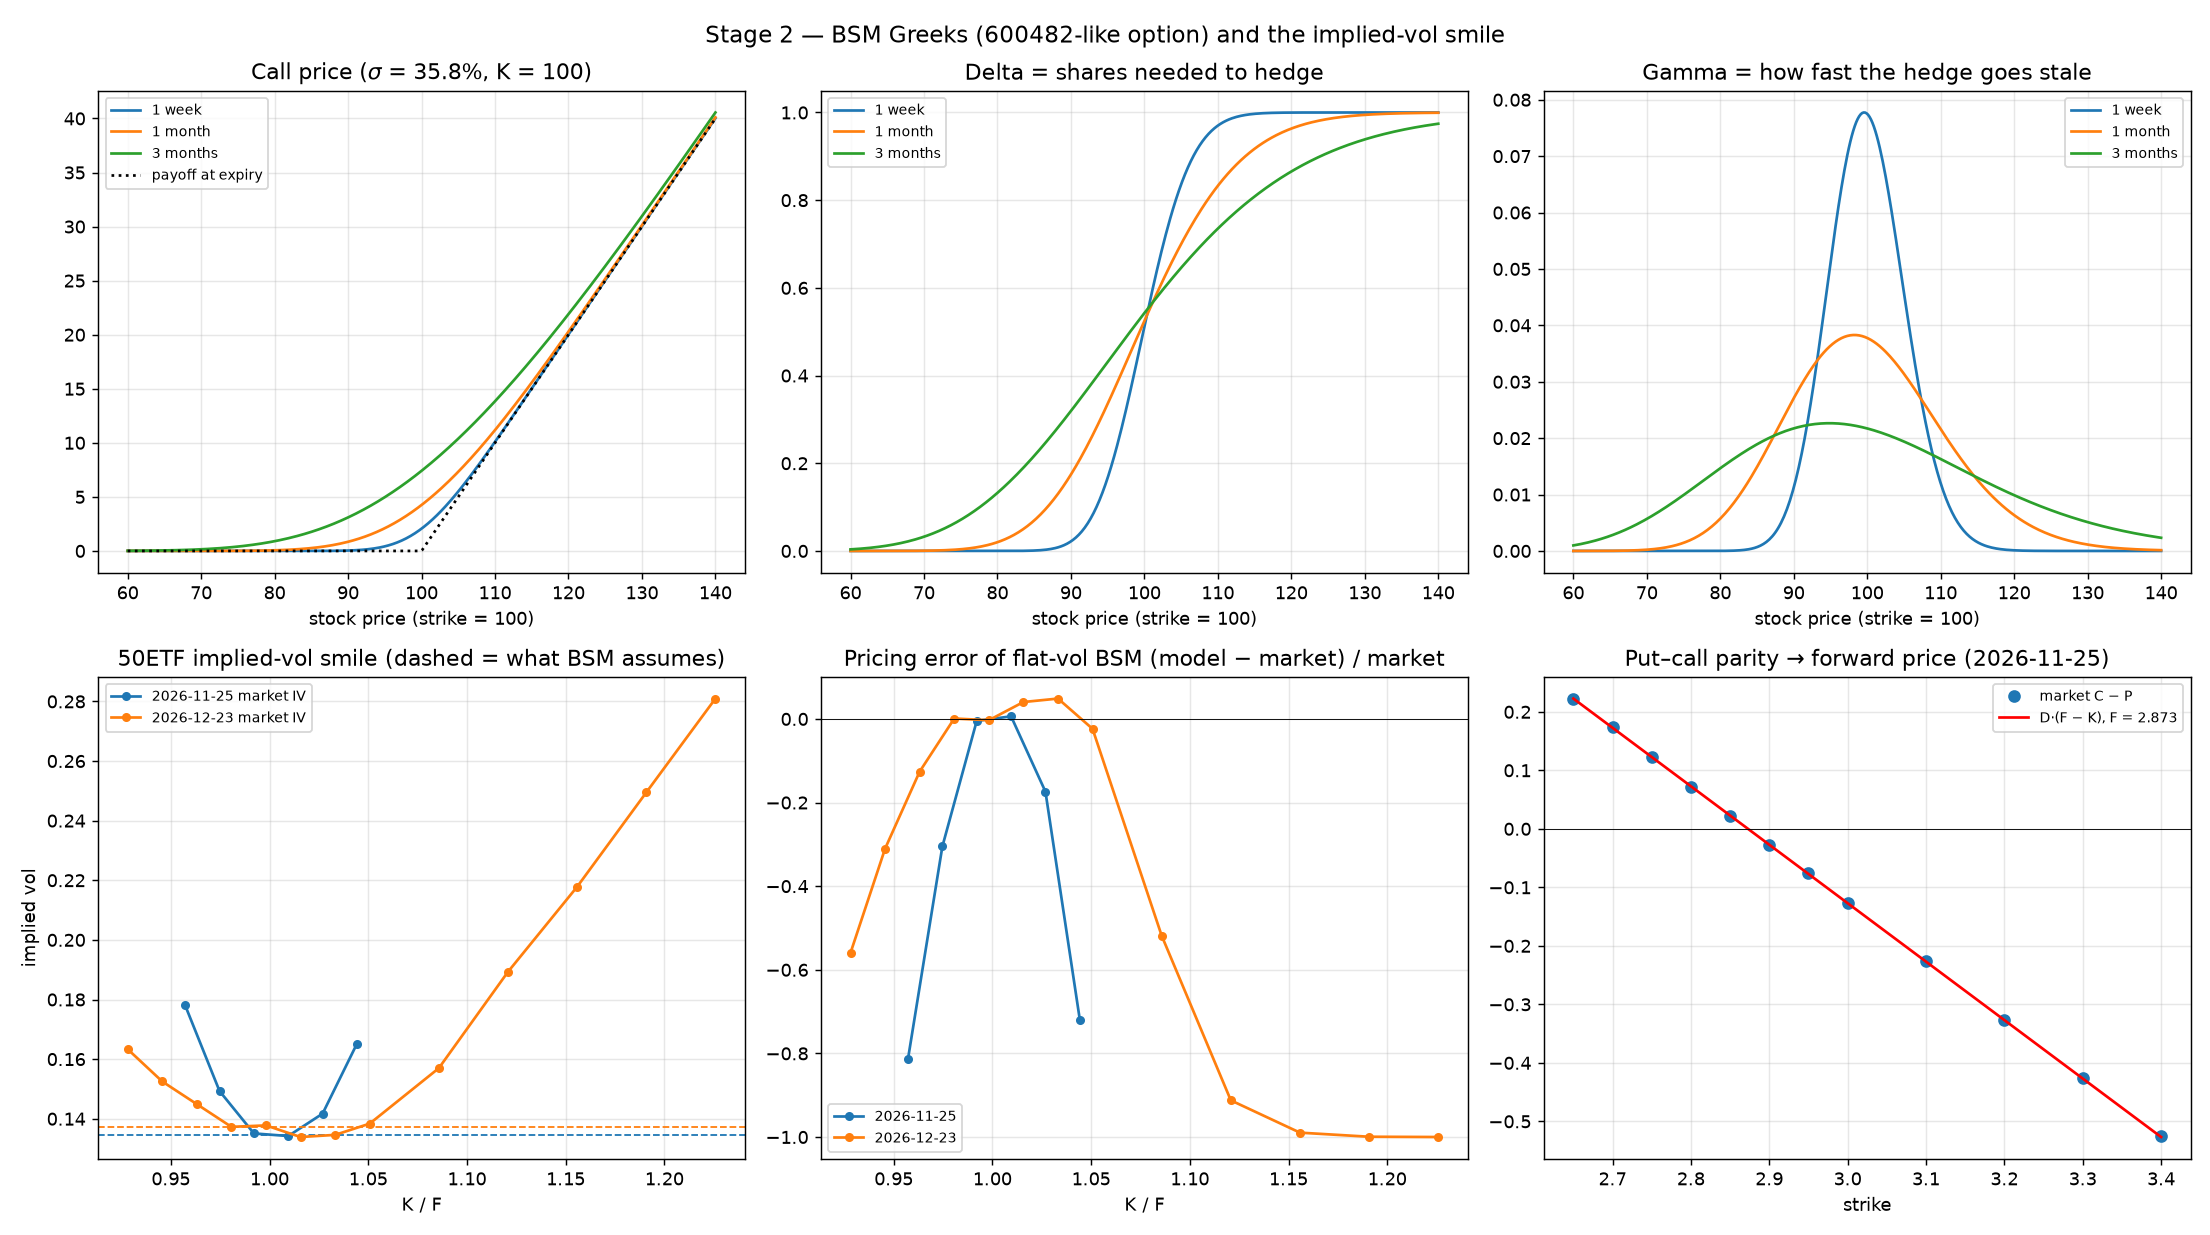 Stage 2 — BSM Greeks (600482-like option) and the implied-vol smile
Call price (σ = 35.8%, K = 100)
1 week
1 month
3 months
payoff at expiry
40
35
30
25
20
15
10
5
0
60 70 80 90 100 110 120 130 140
stock price (strike = 100)
Delta = shares needed to hedge
1 week
1 month
3 months
1.0
0.8
0.6
0.4
0.2
0.0
60 70 80 90 100 110 120 130 140
stock price (strike = 100)
Gamma = how fast the hedge goes stale
1 week
1 month
3 months
0.08
0.07
0.06
0.05
0.04
0.03
0.02
0.01
0.00
60 70 80 90 100 110 120 130 140
stock price (strike = 100)
50ETF implied-vol smile (dashed = what BSM assumes)
2026-11-25 market IV
2026-12-23 market IV
implied vol
0.28
0.26
0.24
0.22
0.20
0.18
0.16
0.14
0.95 1.00 1.05 1.10 1.15 1.20
K / F
Pricing error of flat-vol BSM (model − market) / market
0.0
−0.2
−0.4
−0.6
−0.8
−1.0
2026-11-25
2026-12-23
0.95 1.00 1.05 1.10 1.15 1.20
K / F
Put–call parity → forward price (2026-11-25)
market C − P
D·(F − K), F = 2.873
0.2
0.1
0.0
−0.1
−0.2
−0.3
−0.4
−0.5
2.7 2.8 2.9 3.0 3.1 3.2 3.3 3.4
strike